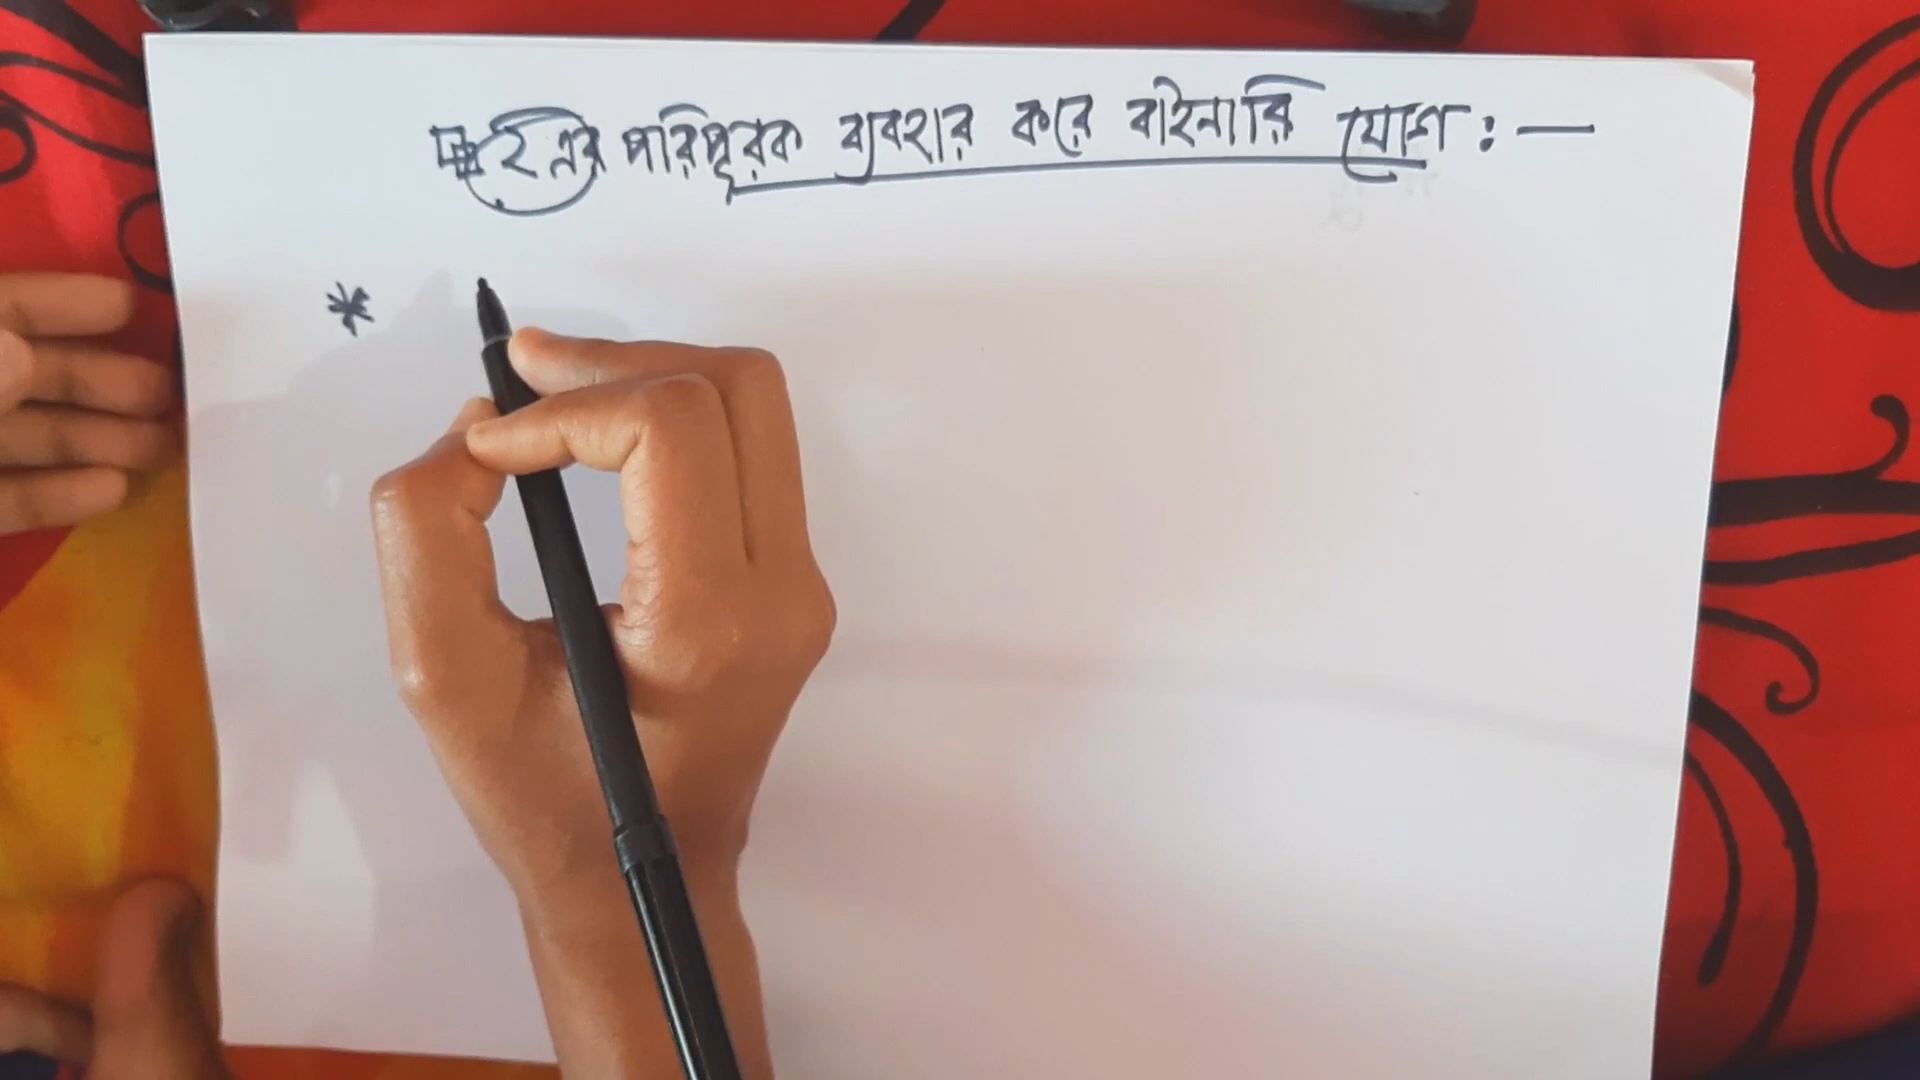 ২ এর পরিপূরক ব্যবহার করে বাইনারি যোগ : —
*